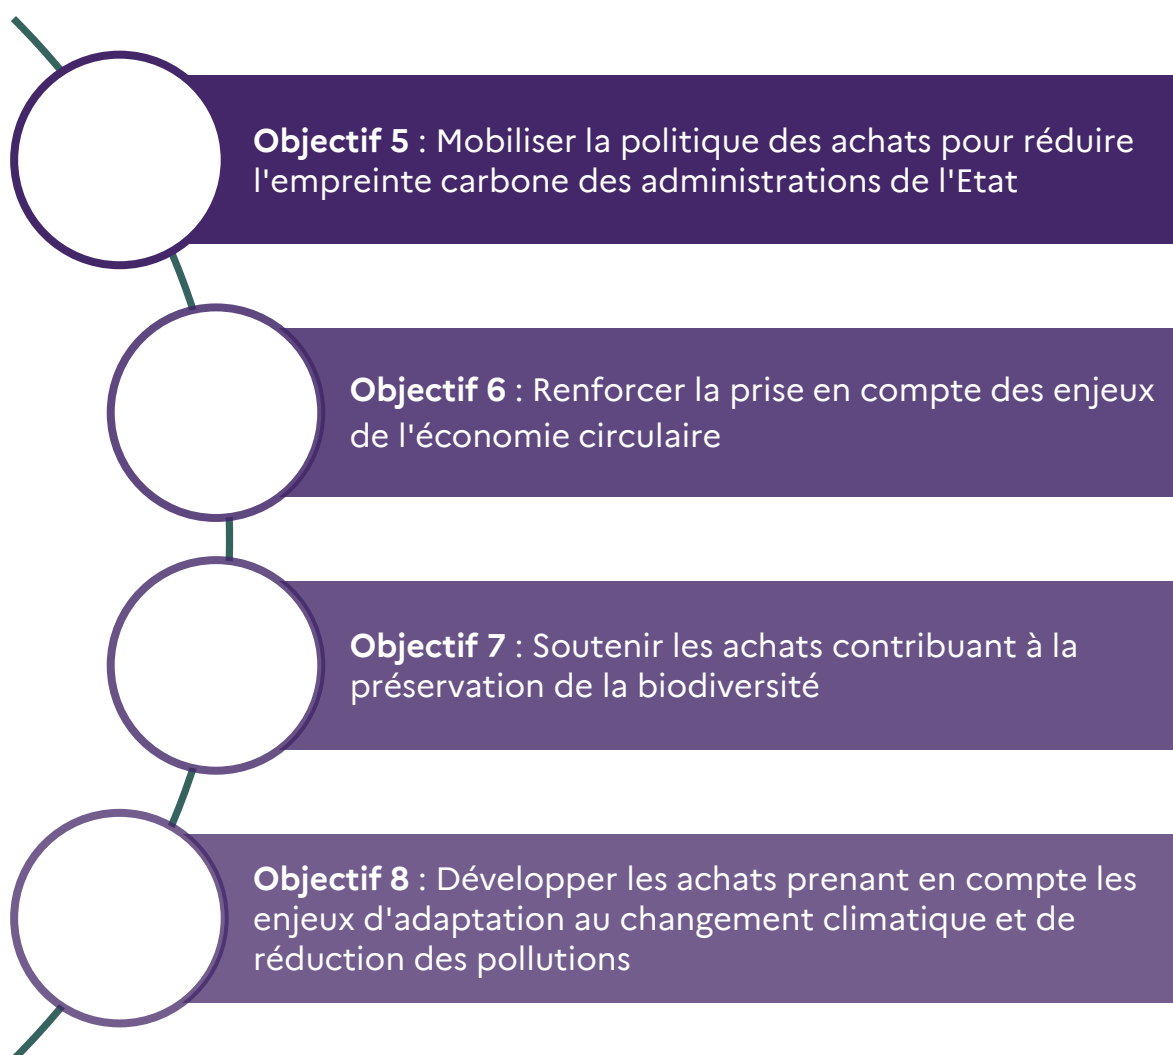 Objectif 5 : Mobiliser la politique des achats pour réduire
l'empreinte carbone des administrations de l'Etat
Objectif 6 : Renforcer la prise en compte des enjeux
de l'économie circulaire
Objectif 7 : Soutenir les achats contribuant à la
préservation de la biodiversité
Objectif 8 : Développer les achats prenant en compte les
enjeux d'adaptation au changement climatique et de
réduction des pollutions